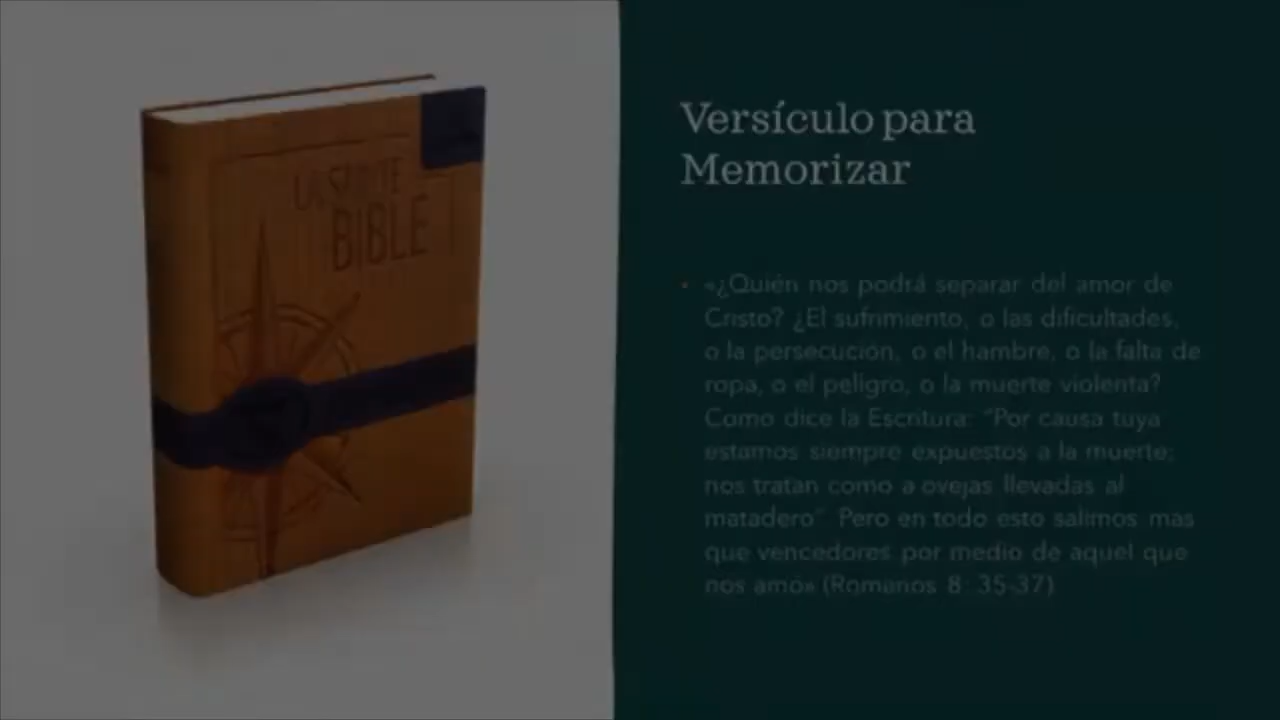 LA SAINTE
BIBLE
Versículo para
Memorizar
«¿Quién nos podrá separar del amor de
Cristo? ¿El sufrimiento, o las dificultades,
o la persecución, o el hambre, o la falta de
ropa, o el peligro, o la muerte violenta?
Como dice la Escritura: “Por causa tuya
estamos siempre expuestos a la muerte;
nos tratan como a ovejas llevadas al
matadero”. Pero en todo esto salimos mas
que vencedores por medio de aquel que
nos amó» (Romanos 8: 35-37)